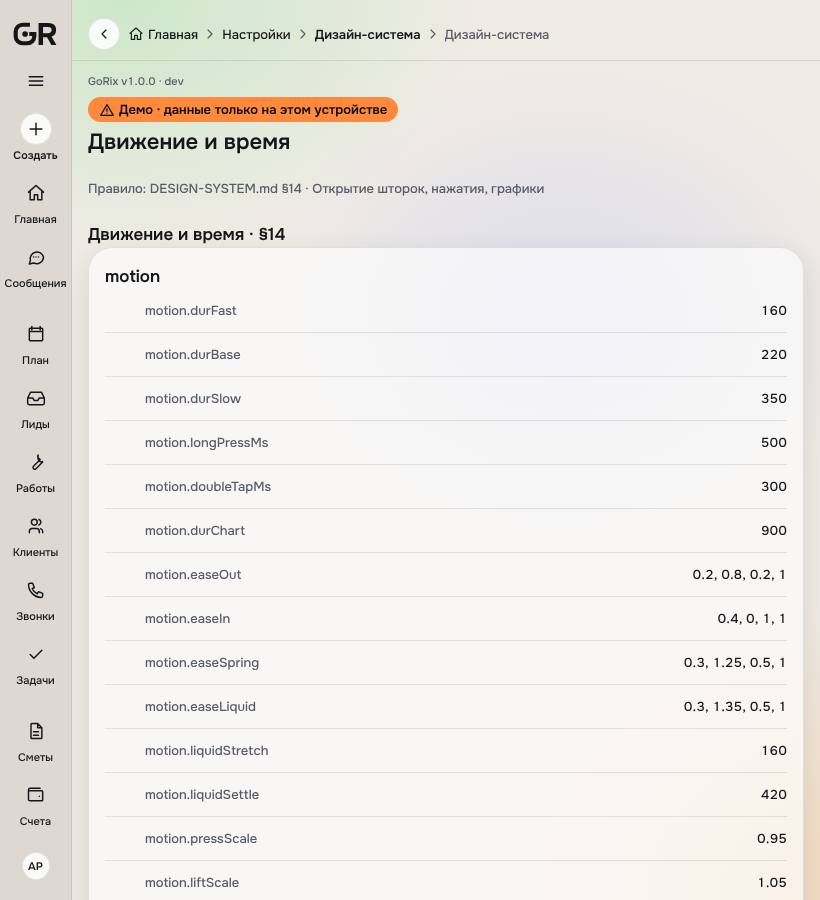 GR
Создать
Главная
Сообщения
План
Лиды
Работы
Клиенты
Звонки
Задачи
Сметы
Счета
AP
Главная > Настройки > Дизайн-система > Дизайн-система
GoRix v1.0.0 · dev
Демо · данные только на этом устройстве
Движение и время
Правило: DESIGN-SYSTEM.md §14 · Открытие шторок, нажатия, графики
Движение и время · §14
motion
motion.durFast 160
motion.durBase 220
motion.durSlow 350
motion.longPressMs 500
motion.doubleTapMs 300
motion.durChart 900
motion.easeOut 0.2, 0.8, 0.2, 1
motion.easeIn 0.4, 0, 1, 1
motion.easeSpring 0.3, 1.25, 0.5, 1
motion.easeLiquid 0.3, 1.35, 0.5, 1
motion.liquidStretch 160
motion.liquidSettle 420
motion.pressScale 0.95
motion.liftScale 1.05